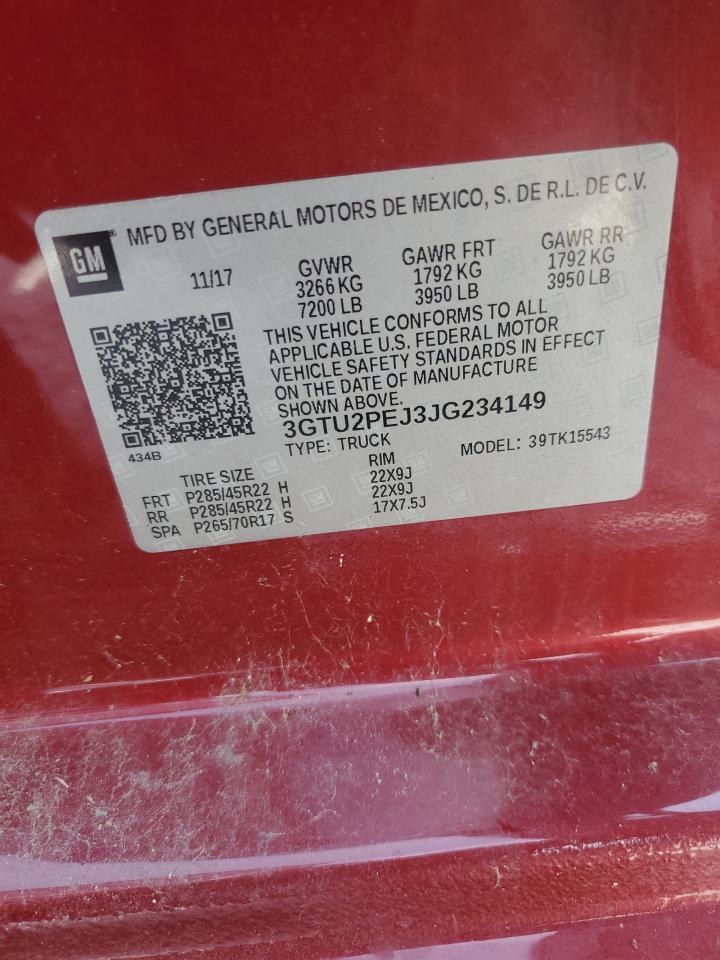 MFD BY GENERAL MOTORS DE MEXICO, S. DE R.L. DE C.V.
GM®
11/17
GVWR
3266 KG
7200 LB
GAWR FRT
1792 KG
3950 LB
GAWR RR
1792 KG
3950 LB
THIS VEHICLE CONFORMS TO ALL
APPLICABLE U.S. FEDERAL MOTOR
VEHICLE SAFETY STANDARDS IN EFFECT
ON THE DATE OF MANUFACTURE
SHOWN ABOVE.
434B
3GTU2PEJ3JG234149
TYPE: TRUCK MODEL: 39TK15543
TIRE SIZE RIM
FRT P285/45R22 H 22X9J
RR P285/45R22 H 22X9J
SPA P265/70R17 S 17X7.5J